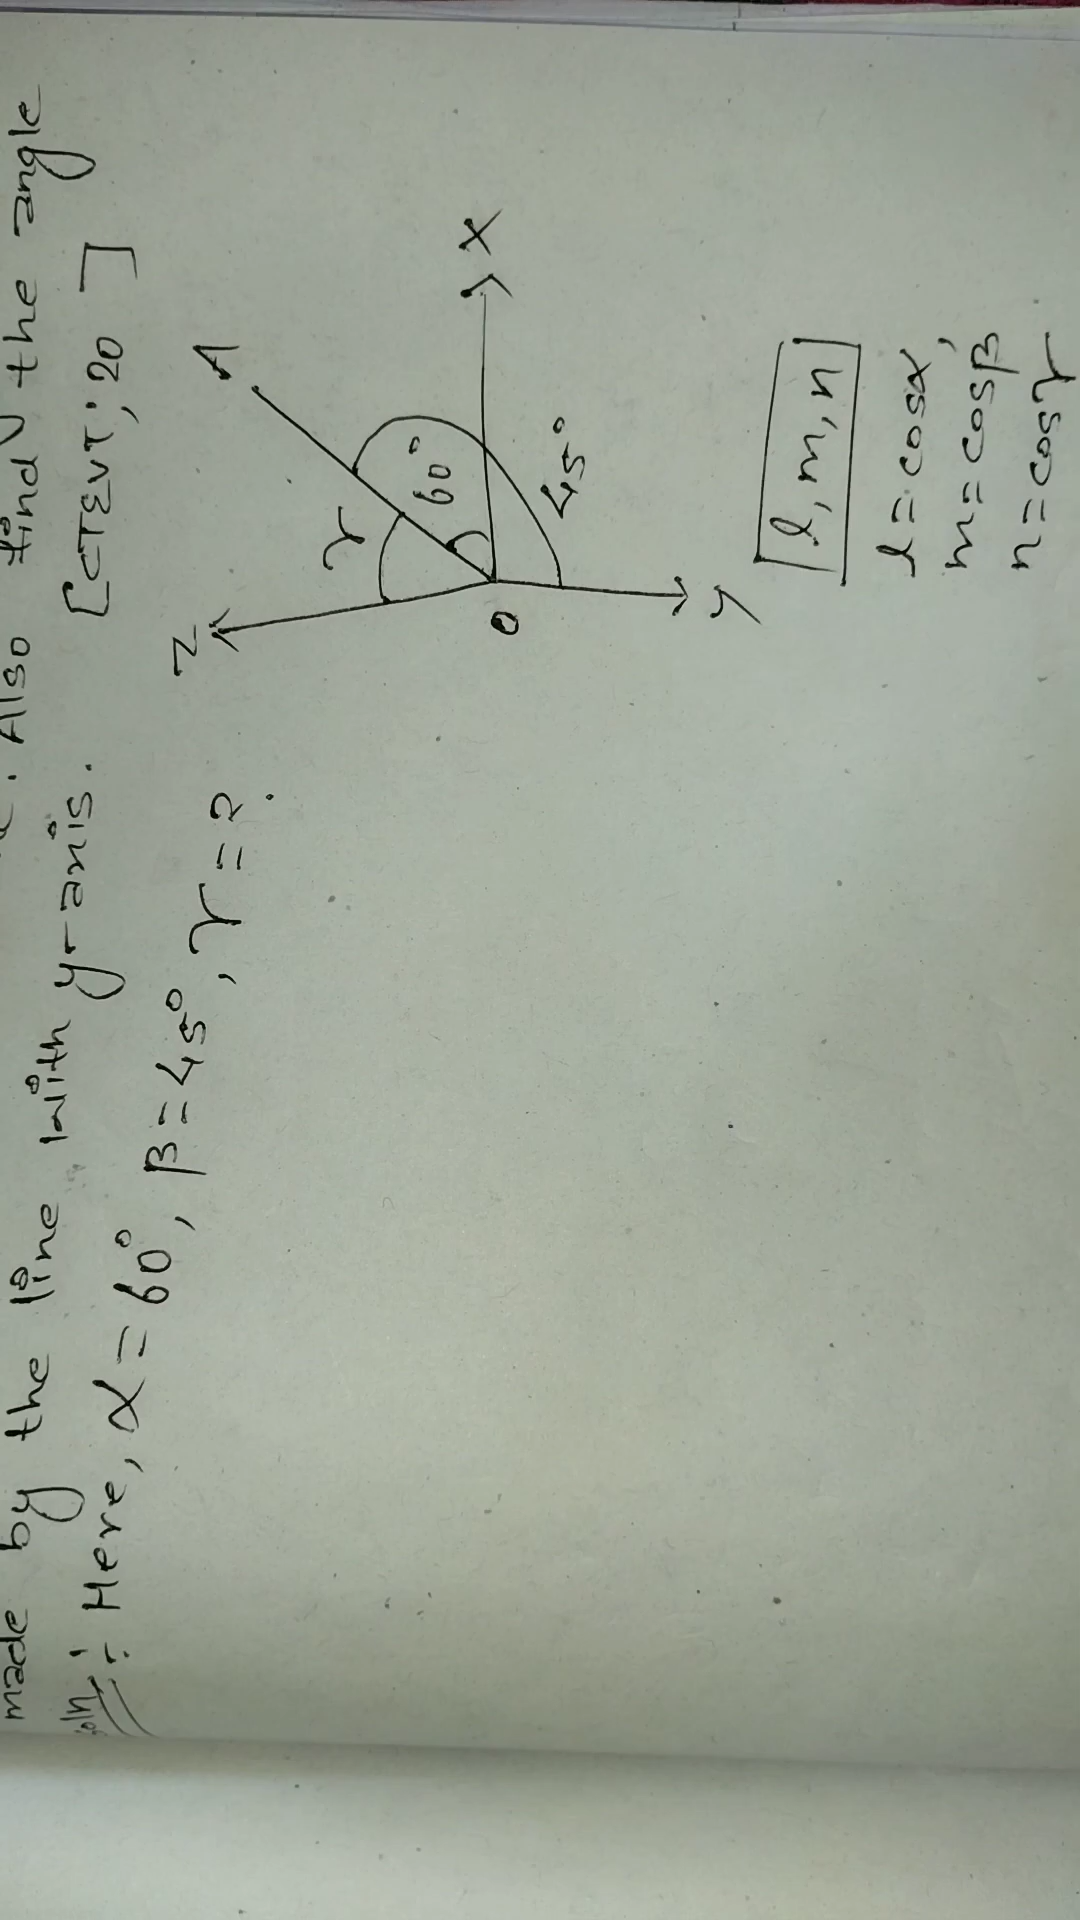 . Also find the angle
made by the line with y-axis. [CTEVT; 20 ]
soln: Here, α = 60°, β = 45°, γ = ?
Z
A
γ
60°
X
O
45°
Y
l, m, n
l = cosα,
m = cosβ
n = cosγ